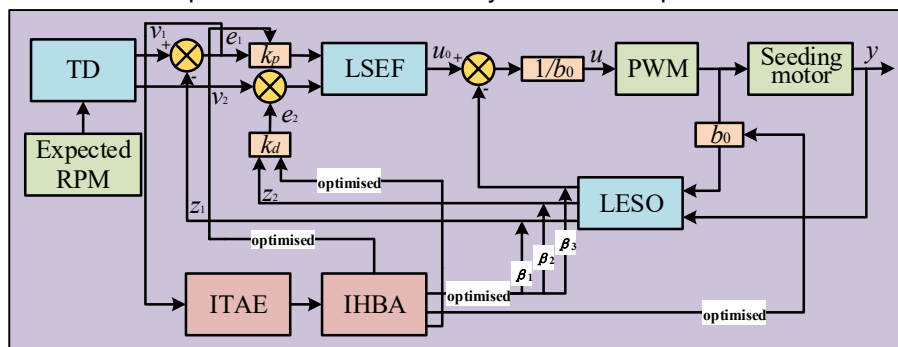 v₁
+
e₁
kₚ
TD
-
LSEF
u₀
+
-
1/b₀
u
PWM
Seeding
motor
y
v₂
e₂
k_d
b₀
Expected
RPM
optimised
z₁
z₂
LESO
optimised
β₁
β₂
β₃
ITAE
IHBA
optimised
optimised